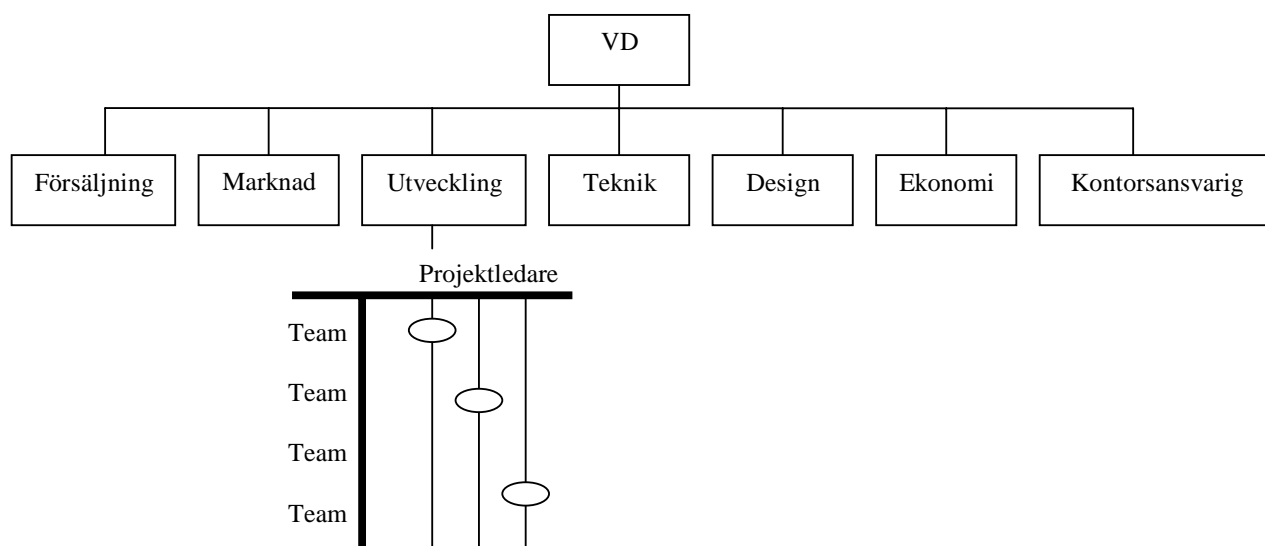 VD
Försäljning
Marknad
Utveckling
Teknik
Design
Ekonomi
Kontorsansvarig
Projektledare
Team
Team
Team
Team